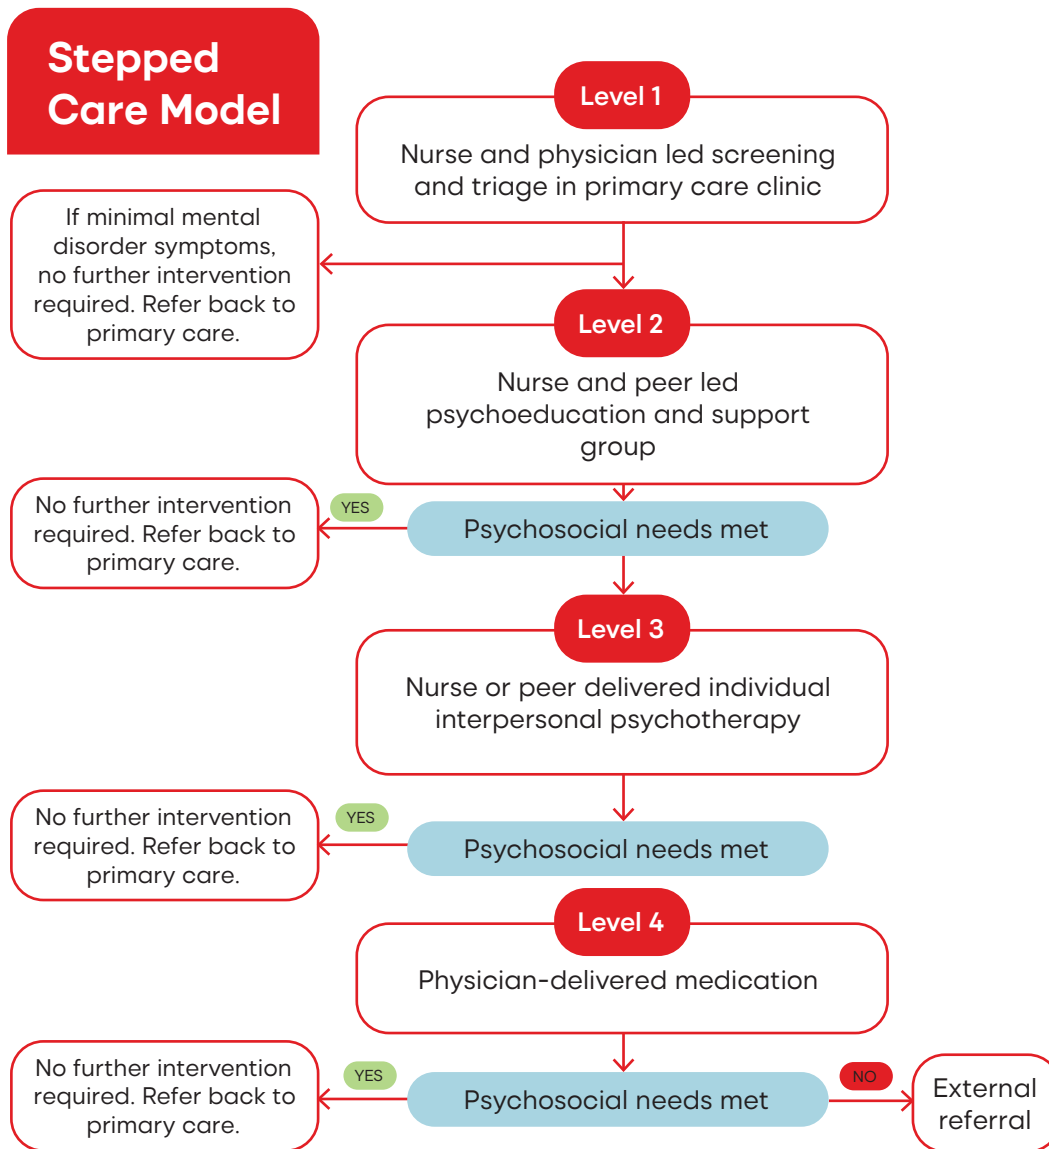 Stepped
Care Model
Level 1
Nurse and physician led screening
and triage in primary care clinic
If minimal mental
disorder symptoms,
no further intervention
required. Refer back to
primary care.
Level 2
Nurse and peer led
psychoeducation and support
group
No further intervention
required. Refer back to
primary care.
YES
Psychosocial needs met
Level 3
Nurse or peer delivered individual
interpersonal psychotherapy
No further intervention
required. Refer back to
primary care.
YES
Psychosocial needs met
Level 4
Physician-delivered medication
No further intervention
required. Refer back to
primary care.
YES
Psychosocial needs met
NO
External
referral